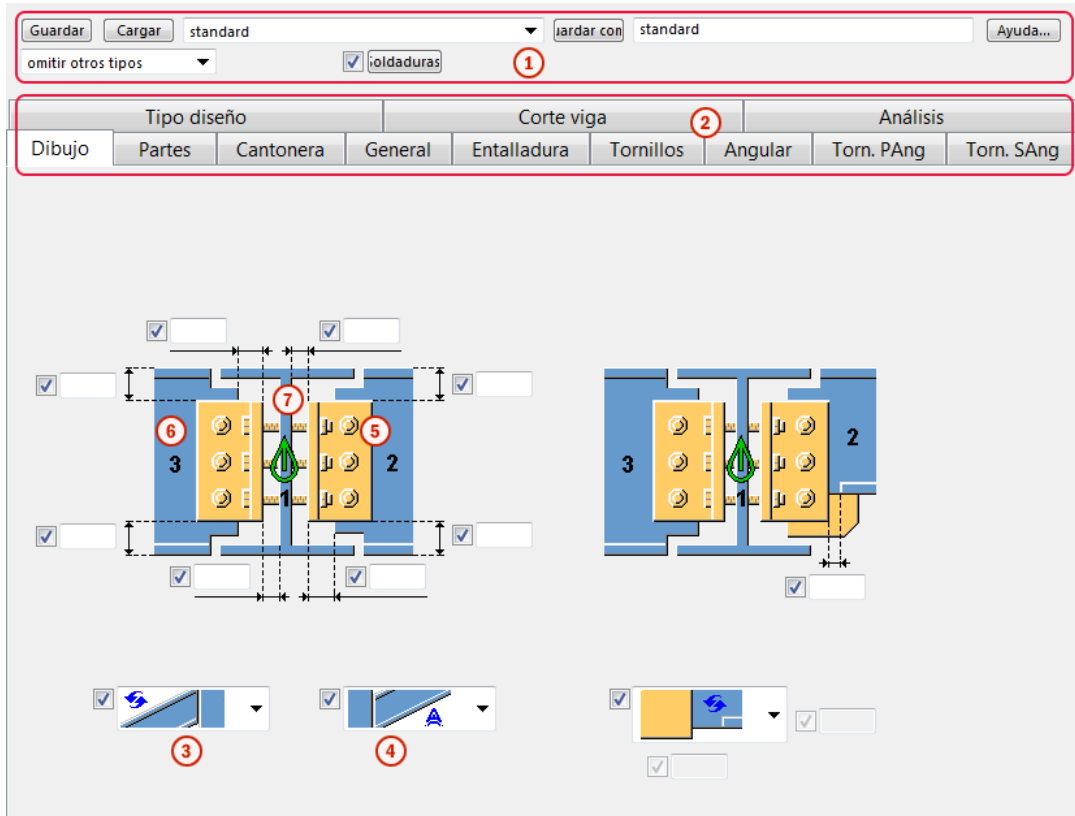 Guardar Cargar standard uardar con standard Ayuda...
omitir otros tipos oldaduras 1
Tipo diseño Corte viga 2 Análisis
Dibujo Partes Cantonera General Entalladura Tornillos Angular Torn. PAng Torn. SAng
7
6 5 2
3 2 3
1 1
3 4